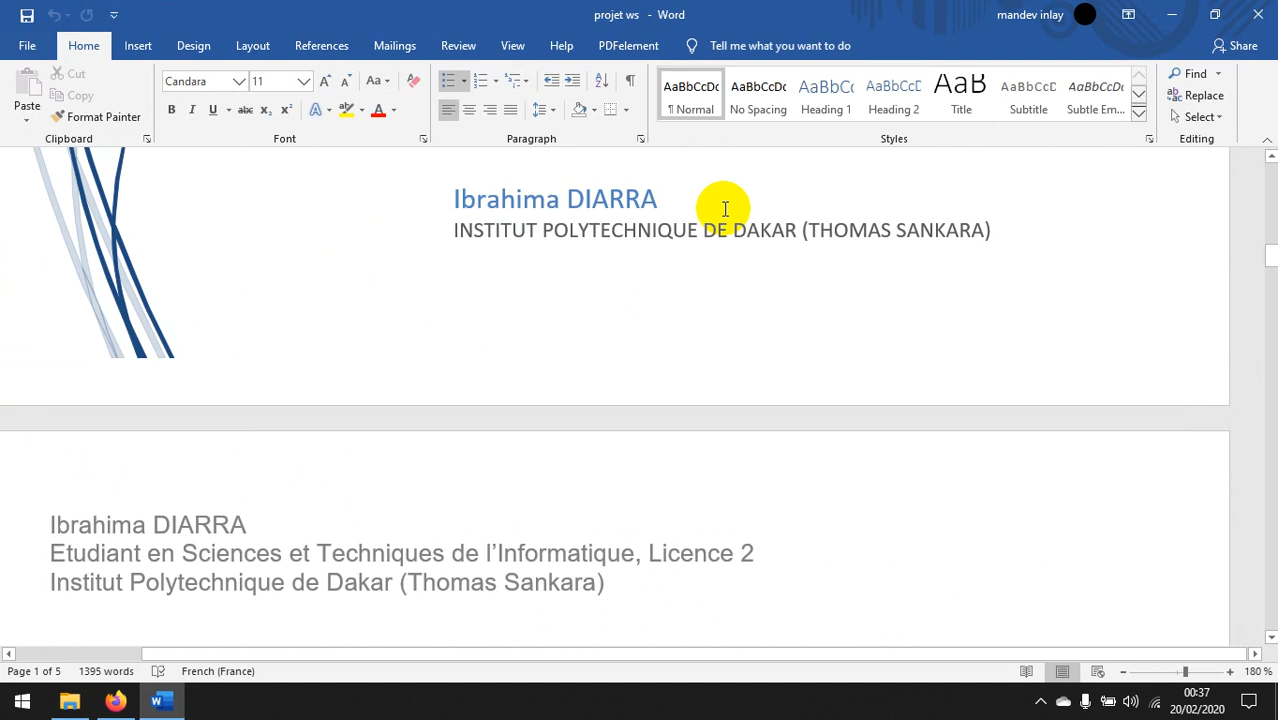 projet ws - Word
mandev inlay
File Home Insert Design Layout References Mailings Review View Help PDFelement Tell me what you want to do Share
Paste
Cut
Copy
Format Painter
Clipboard
Candara 11
Font
Paragraph
AaBbCcDc AaBbCcDc AaBbCc AaBbCcD AaB AaBbCcD AaBbCcDc
¶ Normal No Spacing Heading 1 Heading 2 Title Subtitle Subtle Em...
Styles
Find
Replace
Select
Editing
Ibrahima DIARRA
INSTITUT POLYTECHNIQUE DE DAKAR (THOMAS SANKARA)
Ibrahima DIARRA
Etudiant en Sciences et Techniques de l’Informatique, Licence 2
Institut Polytechnique de Dakar (Thomas Sankara)
Page 1 of 5 1395 words French (France) 180 %
00:37
20/02/2020